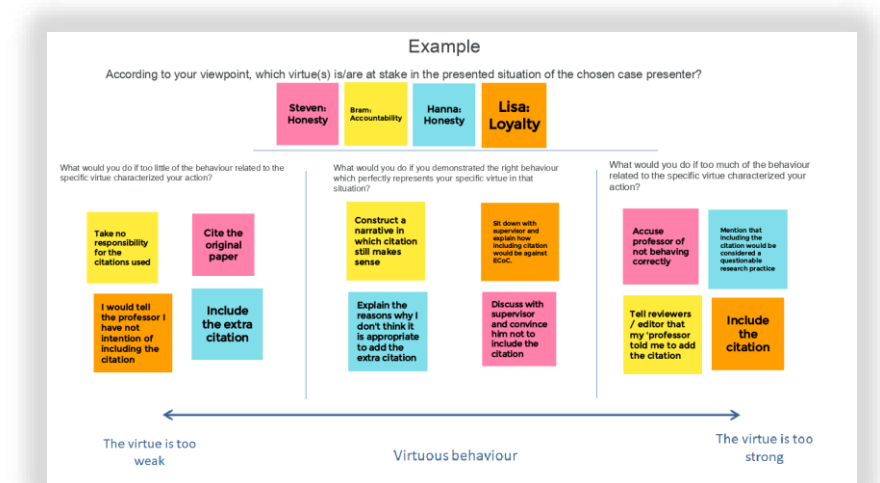 Example
According to your viewpoint, which virtue(s) is/are at stake in the presented situation of the chosen case presenter?
Steven:
Honesty
Bram:
Accountability
Hanna:
Honesty
Lisa:
Loyalty
What would you do if too little of the behaviour related to the
specific virtue characterized your action?
Take no
responsibility
for the
citations used
Cite the
original
paper
I would tell
the professor I
have not
intention of
including the
citation
Include
the extra
citation
What would you do if you demonstrated the right behaviour
which perfectly represents your specific virtue in that
situation?
Construct a
narrative in
which citation
still makes
sense
Sit down with
supervisor and
explain how
including citation
would be against
ECoC.
Explain the
reasons why I
don't think it
is appropriate
to add the
extra citation
Discuss with
supervisor
and convince
him not to
include the
citation
What would you do if too much of the behaviour
related to the specific virtue characterized your
action?
Accuse
professor of
not behaving
correctly
Mention that
including the
citation would be
considered a
questionable
research practice
Tell reviewers
/ editor that
my 'professor
told me to add
the citation
Include
the
citation
The virtue is too
weak
Virtuous behaviour
The virtue is too
strong